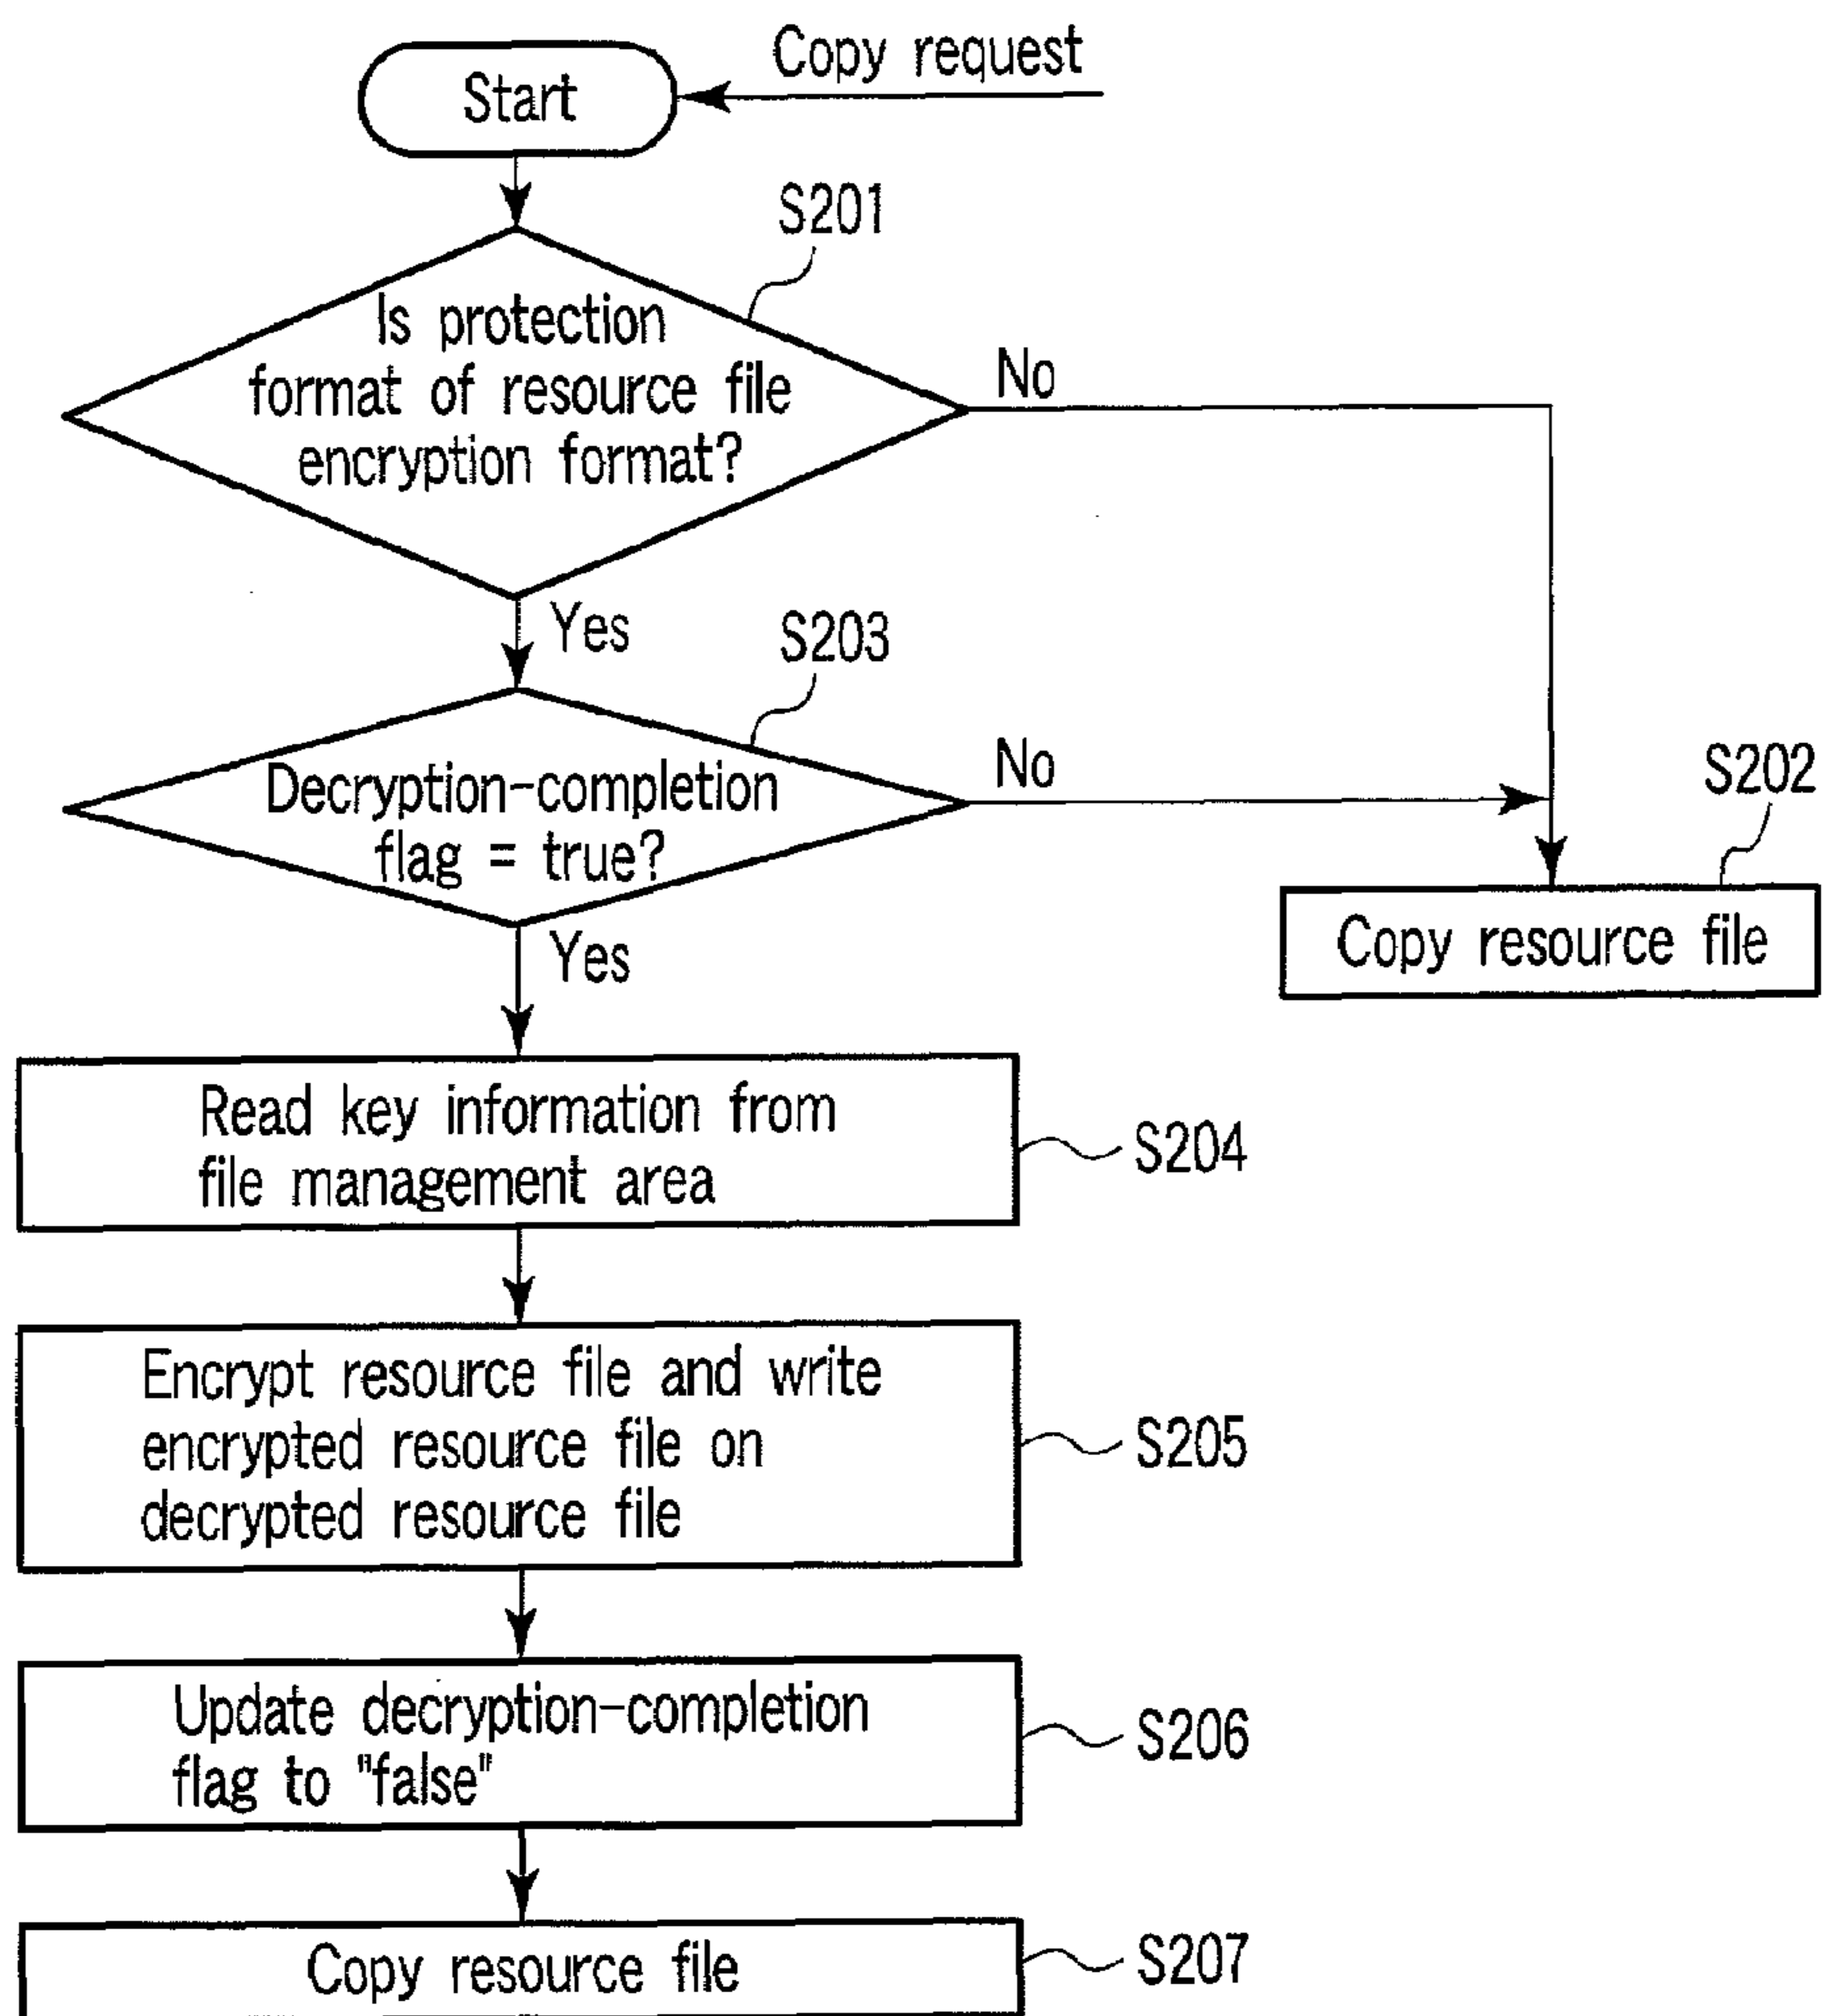 Copy request
Start
S201
Is protection
format of resource file
encryption format?
No
Yes
S203
Decryption-completion
flag = true?
No
S202
Copy resource file
Yes
Read key information from
file management area
S204
Encrypt resource file and write
encrypted resource file on
decrypted resource file
S205
Update decryption-completion
flag to "false"
S206
Copy resource file
S207